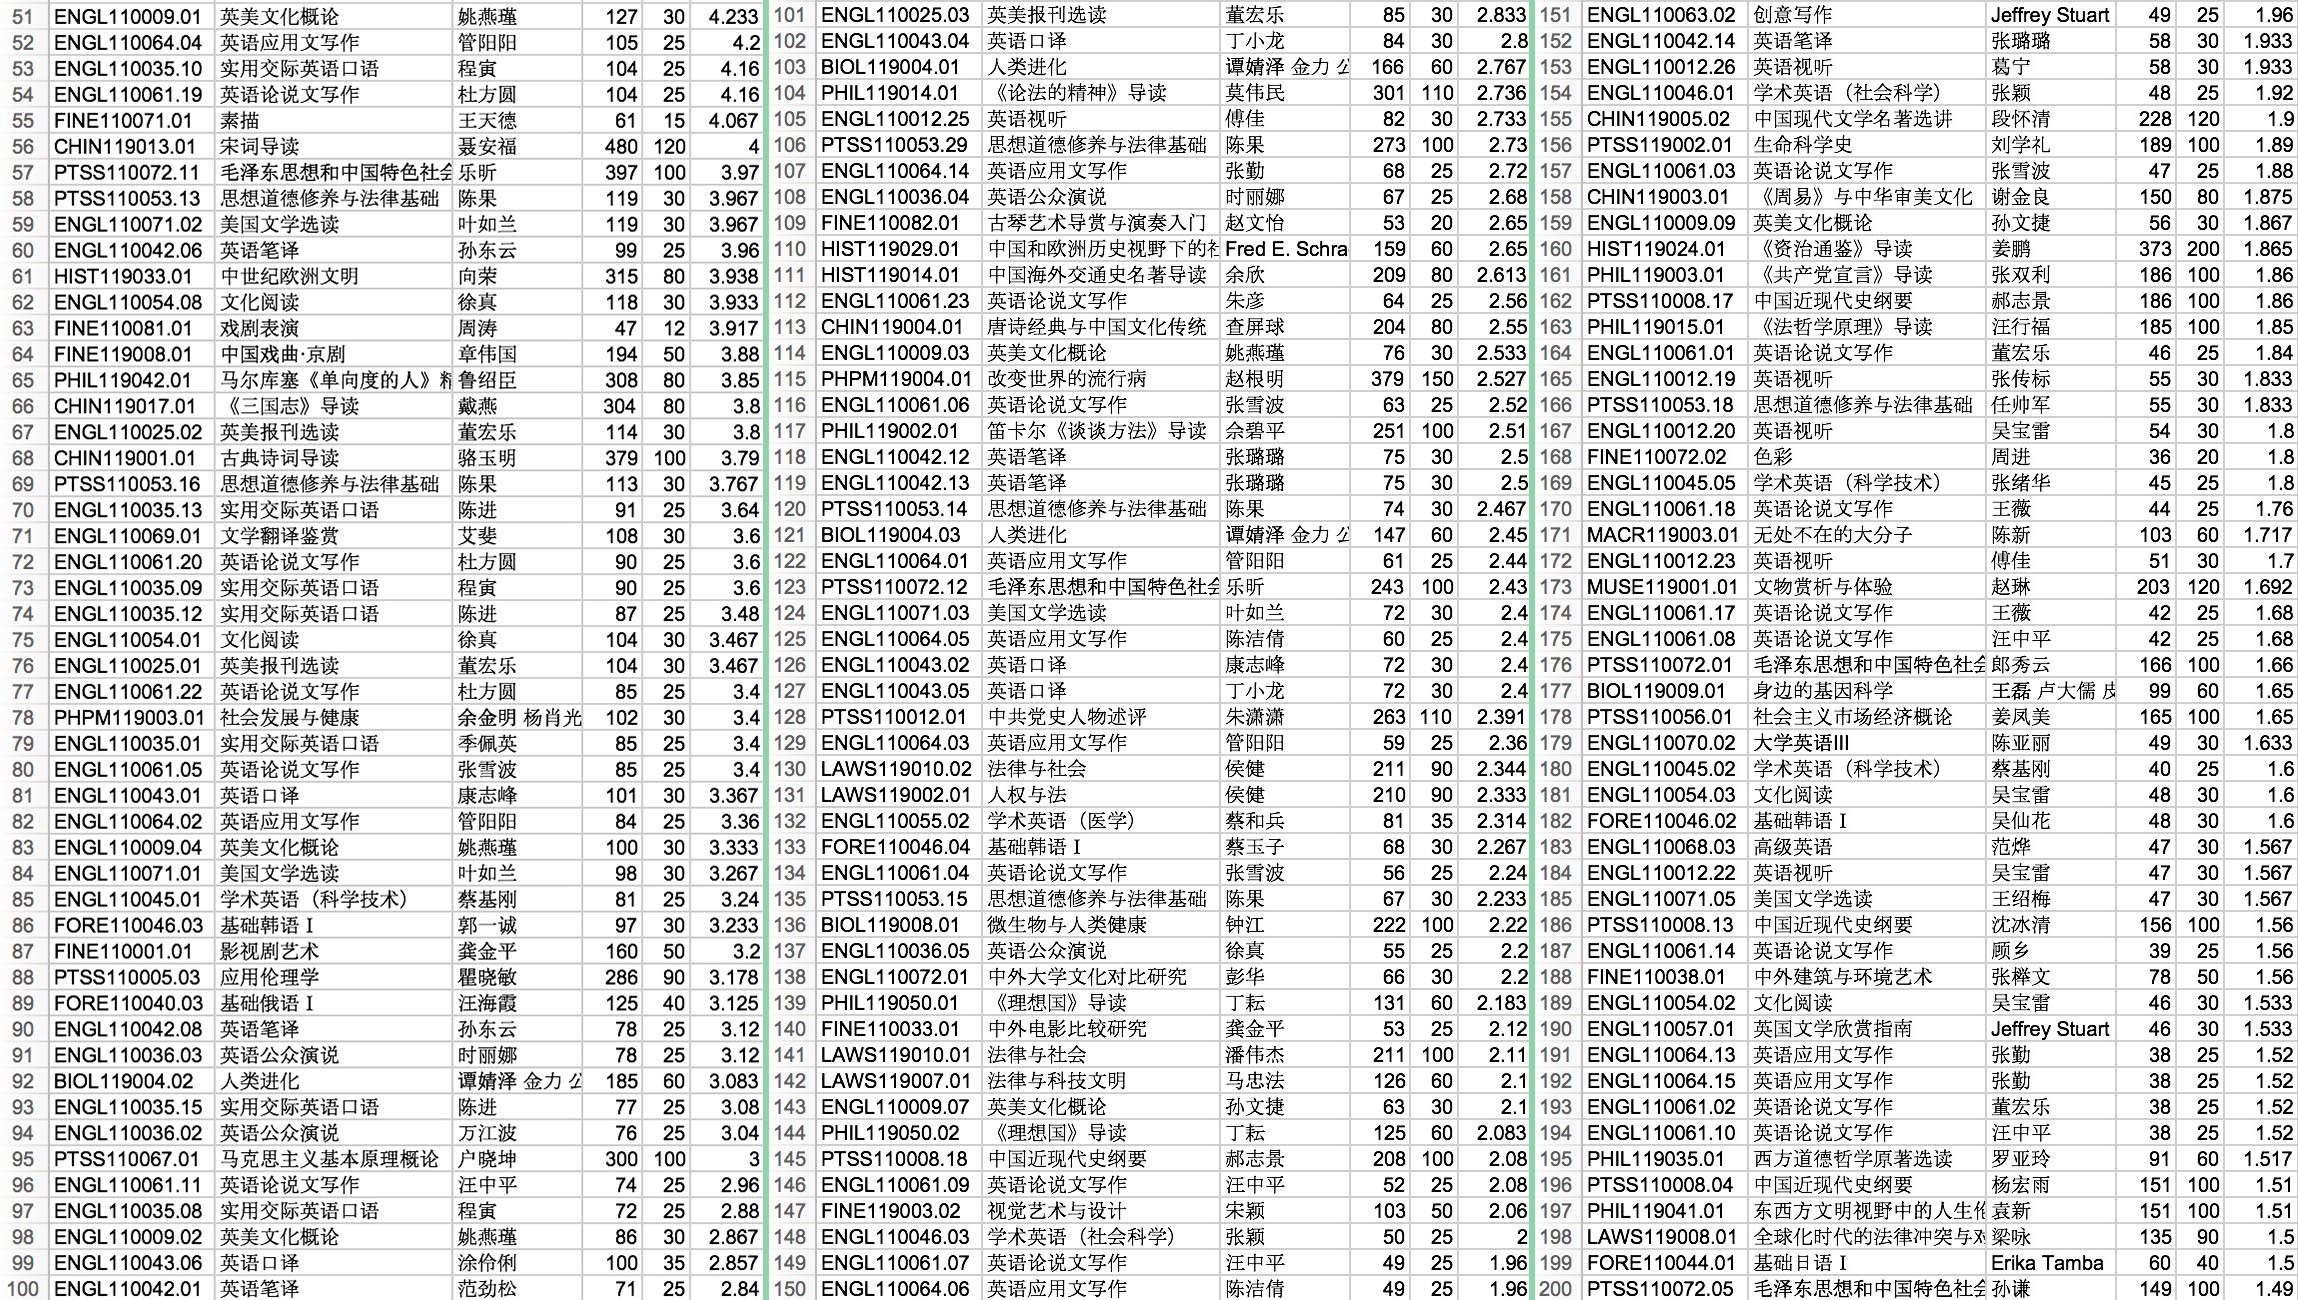 51 ENGL110009.01 英美文化概论 姚燕瑾 127 30 4.233
52 ENGL110064.04 英语应用文写作 管阳阳 105 25 4.2
53 ENGL110035.10 实用交际英语口语 程寅 104 25 4.16
54 ENGL110061.19 英语论说文写作 杜方圆 104 25 4.16
55 FINE110071.01 素描 王天德 61 15 4.067
56 CHIN119013.01 宋词导读 聂安福 480 120 4
57 PTSS110072.11 毛泽东思想和中国特色社会 乐昕 397 100 3.97
58 PTSS110053.13 思想道德修养与法律基础 陈果 119 30 3.967
59 ENGL110071.02 美国文学选读 叶如兰 119 30 3.967
60 ENGL110042.06 英语笔译 孙东云 99 25 3.96
61 HIST119033.01 中世纪欧洲文明 向荣 315 80 3.938
62 ENGL110054.08 文化阅读 徐真 118 30 3.933
63 FINE110081.01 戏剧表演 周涛 47 12 3.917
64 FINE119008.01 中国戏曲·京剧 章伟国 194 50 3.88
65 PHIL119042.01 马尔库塞《单向度的人》精 鲁绍臣 308 80 3.85
66 CHIN119017.01 《三国志》导读 戴燕 304 80 3.8
67 ENGL110025.02 英美报刊选读 董宏乐 114 30 3.8
68 CHIN119001.01 古典诗词导读 骆玉明 379 100 3.79
69 PTSS110053.16 思想道德修养与法律基础 陈果 113 30 3.767
70 ENGL110035.13 实用交际英语口语 陈进 91 25 3.64
71 ENGL110069.01 文学翻译鉴赏 艾斐 108 30 3.6
72 ENGL110061.20 英语论说文写作 杜方圆 90 25 3.6
73 ENGL110035.09 实用交际英语口语 程寅 90 25 3.6
74 ENGL110035.12 实用交际英语口语 陈进 87 25 3.48
75 ENGL110054.01 文化阅读 徐真 104 30 3.467
76 ENGL110025.01 英美报刊选读 董宏乐 104 30 3.467
77 ENGL110061.22 英语论说文写作 杜方圆 85 25 3.4
78 PHPM119003.01 社会发展与健康 余金明 杨肖光 102 30 3.4
79 ENGL110035.01 实用交际英语口语 季佩英 85 25 3.4
80 ENGL110061.05 英语论说文写作 张雪波 85 25 3.4
81 ENGL110043.01 英语口译 康志峰 101 30 3.367
82 ENGL110064.02 英语应用文写作 管阳阳 84 25 3.36
83 ENGL110009.04 英美文化概论 姚燕瑾 100 30 3.333
84 ENGL110071.01 美国文学选读 叶如兰 98 30 3.267
85 ENGL110045.01 学术英语（科学技术） 蔡基刚 81 25 3.24
86 FORE110046.03 基础韩语Ⅰ 郭一诚 97 30 3.233
87 FINE110001.01 影视剧艺术 龚金平 160 50 3.2
88 PTSS110005.03 应用伦理学 瞿晓敏 286 90 3.178
89 FORE110040.03 基础俄语Ⅰ 汪海霞 125 40 3.125
90 ENGL110042.08 英语笔译 孙东云 78 25 3.12
91 ENGL110036.03 英语公众演说 时丽娜 78 25 3.12
92 BIOL119004.02 人类进化 谭婧泽 金力 公 185 60 3.083
93 ENGL110035.15 实用交际英语口语 陈进 77 25 3.08
94 ENGL110036.02 英语公众演说 万江波 76 25 3.04
95 PTSS110067.01 马克思主义基本原理概论 户晓坤 300 100 3
96 ENGL110061.11 英语论说文写作 汪中平 74 25 2.96
97 ENGL110035.08 实用交际英语口语 程寅 72 25 2.88
98 ENGL110009.02 英美文化概论 姚燕瑾 86 30 2.867
99 ENGL110043.06 英语口译 涂伶俐 100 35 2.857
100 ENGL110042.01 英语笔译 范劲松 71 25 2.84
101 ENGL110025.03 英美报刊选读 董宏乐 85 30 2.833
102 ENGL110043.04 英语口译 丁小龙 84 30 2.8
103 BIOL119004.01 人类进化 谭婧泽 金力 公 166 60 2.767
104 PHIL119014.01 《论法的精神》导读 莫伟民 301 110 2.736
105 ENGL110012.25 英语视听 傅佳 82 30 2.733
106 PTSS110053.29 思想道德修养与法律基础 陈果 273 100 2.73
107 ENGL110064.14 英语应用文写作 张勤 68 25 2.72
108 ENGL110036.04 英语公众演说 时丽娜 67 25 2.68
109 FINE110082.01 古琴艺术导赏与演奏入门 赵文怡 53 20 2.65
110 HIST119029.01 中国和欧洲历史视野下的社 Fred E. Schra 159 60 2.65
111 HIST119014.01 中国海外交通史名著导读 余欣 209 80 2.613
112 ENGL110061.23 英语论说文写作 朱彦 64 25 2.56
113 CHIN119004.01 唐诗经典与中国文化传统 查屏球 204 80 2.55
114 ENGL110009.03 英美文化概论 姚燕瑾 76 30 2.533
115 PHPM119004.01 改变世界的流行病 赵根明 379 150 2.527
116 ENGL110061.06 英语论说文写作 张雪波 63 25 2.52
117 PHIL119002.01 笛卡尔《谈谈方法》导读 佘碧平 251 100 2.51
118 ENGL110042.12 英语笔译 张璐璐 75 30 2.5
119 ENGL110042.13 英语笔译 张璐璐 75 30 2.5
120 PTSS110053.14 思想道德修养与法律基础 陈果 74 30 2.467
121 BIOL119004.03 人类进化 谭婧泽 金力 公 147 60 2.45
122 ENGL110064.01 英语应用文写作 管阳阳 61 25 2.44
123 PTSS110072.12 毛泽东思想和中国特色社会 乐昕 243 100 2.43
124 ENGL110071.03 美国文学选读 叶如兰 72 30 2.4
125 ENGL110064.05 英语应用文写作 陈洁倩 60 25 2.4
126 ENGL110043.02 英语口译 康志峰 72 30 2.4
127 ENGL110043.05 英语口译 丁小龙 72 30 2.4
128 PTSS110012.01 中共党史人物述评 朱潇潇 263 110 2.391
129 ENGL110064.03 英语应用文写作 管阳阳 59 25 2.36
130 LAWS119010.02 法律与社会 侯健 211 90 2.344
131 LAWS119002.01 人权与法 侯健 210 90 2.333
132 ENGL110055.02 学术英语（医学） 蔡和兵 81 35 2.314
133 FORE110046.04 基础韩语Ⅰ 蔡玉子 68 30 2.267
134 ENGL110061.04 英语论说文写作 张雪波 56 25 2.24
135 PTSS110053.15 思想道德修养与法律基础 陈果 67 30 2.233
136 BIOL119008.01 微生物与人类健康 钟江 222 100 2.22
137 ENGL110036.05 英语公众演说 徐真 55 25 2.2
138 ENGL110072.01 中外大学文化对比研究 彭华 66 30 2.2
139 PHIL119050.01 《理想国》导读 丁耘 131 60 2.183
140 FINE110033.01 中外电影比较研究 龚金平 53 25 2.12
141 LAWS119010.01 法律与社会 潘伟杰 211 100 2.11
142 LAWS119007.01 法律与科技文明 马忠法 126 60 2.1
143 ENGL110009.07 英美文化概论 孙文捷 63 30 2.1
144 PHIL119050.02 《理想国》导读 丁耘 125 60 2.083
145 PTSS110008.18 中国近现代史纲要 郝志景 208 100 2.08
146 ENGL110061.09 英语论说文写作 汪中平 52 25 2.08
147 FINE119003.02 视觉艺术与设计 宋颖 103 50 2.06
148 ENGL110046.03 学术英语（社会科学） 张颖 50 25 2
149 ENGL110061.07 英语论说文写作 汪中平 49 25 1.96
150 ENGL110064.06 英语应用文写作 陈洁倩 49 25 1.96
151 ENGL110063.02 创意写作 Jeffrey Stuart 49 25 1.96
152 ENGL110042.14 英语笔译 张璐璐 58 30 1.933
153 ENGL110012.26 英语视听 葛宁 58 30 1.933
154 ENGL110046.01 学术英语（社会科学） 张颖 48 25 1.92
155 CHIN119005.02 中国现代文学名著选讲 段怀清 228 120 1.9
156 PTSS119002.01 生命科学史 刘学礼 189 100 1.89
157 ENGL110061.03 英语论说文写作 张雪波 47 25 1.88
158 CHIN119003.01 《周易》与中华审美文化 谢金良 150 80 1.875
159 ENGL110009.09 英美文化概论 孙文捷 56 30 1.867
160 HIST119024.01 《资治通鉴》导读 姜鹏 373 200 1.865
161 PHIL119003.01 《共产党宣言》导读 张双利 186 100 1.86
162 PTSS110008.17 中国近现代史纲要 郝志景 186 100 1.86
163 PHIL119015.01 《法哲学原理》导读 汪行福 185 100 1.85
164 ENGL110061.01 英语论说文写作 董宏乐 46 25 1.84
165 ENGL110012.19 英语视听 张传标 55 30 1.833
166 PTSS110053.18 思想道德修养与法律基础 任帅军 55 30 1.833
167 ENGL110012.20 英语视听 吴宝雷 54 30 1.8
168 FINE110072.02 色彩 周进 36 20 1.8
169 ENGL110045.05 学术英语（科学技术） 张绪华 45 25 1.8
170 ENGL110061.18 英语论说文写作 王薇 44 25 1.76
171 MACR119003.01 无处不在的大分子 陈新 103 60 1.717
172 ENGL110012.23 英语视听 傅佳 51 30 1.7
173 MUSE119001.01 文物赏析与体验 赵琳 203 120 1.692
174 ENGL110061.17 英语论说文写作 王薇 42 25 1.68
175 ENGL110061.08 英语论说文写作 汪中平 42 25 1.68
176 PTSS110072.01 毛泽东思想和中国特色社会 郎秀云 166 100 1.66
177 BIOL119009.01 身边的基因科学 王磊 卢大儒 皮 99 60 1.65
178 PTSS110056.01 社会主义市场经济概论 姜凤美 165 100 1.65
179 ENGL110070.02 大学英语III 陈亚丽 49 30 1.633
180 ENGL110045.02 学术英语（科学技术） 蔡基刚 40 25 1.6
181 ENGL110054.03 文化阅读 吴宝雷 48 30 1.6
182 FORE110046.02 基础韩语Ⅰ 吴仙花 48 30 1.6
183 ENGL110068.03 高级英语 范烨 47 30 1.567
184 ENGL110012.22 英语视听 吴宝雷 47 30 1.567
185 ENGL110071.05 美国文学选读 王绍梅 47 30 1.567
186 PTSS110008.13 中国近现代史纲要 沈冰清 156 100 1.56
187 ENGL110061.14 英语论说文写作 顾乡 39 25 1.56
188 FINE110038.01 中外建筑与环境艺术 张榉文 78 50 1.56
189 ENGL110054.02 文化阅读 吴宝雷 46 30 1.533
190 ENGL110057.01 英国文学欣赏指南 Jeffrey Stuart 46 30 1.533
191 ENGL110064.13 英语应用文写作 张勤 38 25 1.52
192 ENGL110064.15 英语应用文写作 张勤 38 25 1.52
193 ENGL110061.02 英语论说文写作 董宏乐 38 25 1.52
194 ENGL110061.10 英语论说文写作 汪中平 38 25 1.52
195 PHIL119035.01 西方道德哲学原著选读 罗亚玲 91 60 1.517
196 PTSS110008.04 中国近现代史纲要 杨宏雨 151 100 1.51
197 PHIL119041.01 东西方文明视野中的人生伦 袁新 151 100 1.51
198 LAWS119008.01 全球化时代的法律冲突与对 梁咏 135 90 1.5
199 FORE110044.01 基础日语Ⅰ Erika Tamba 60 40 1.5
200 PTSS110072.05 毛泽东思想和中国特色社会 孙谦 149 100 1.49